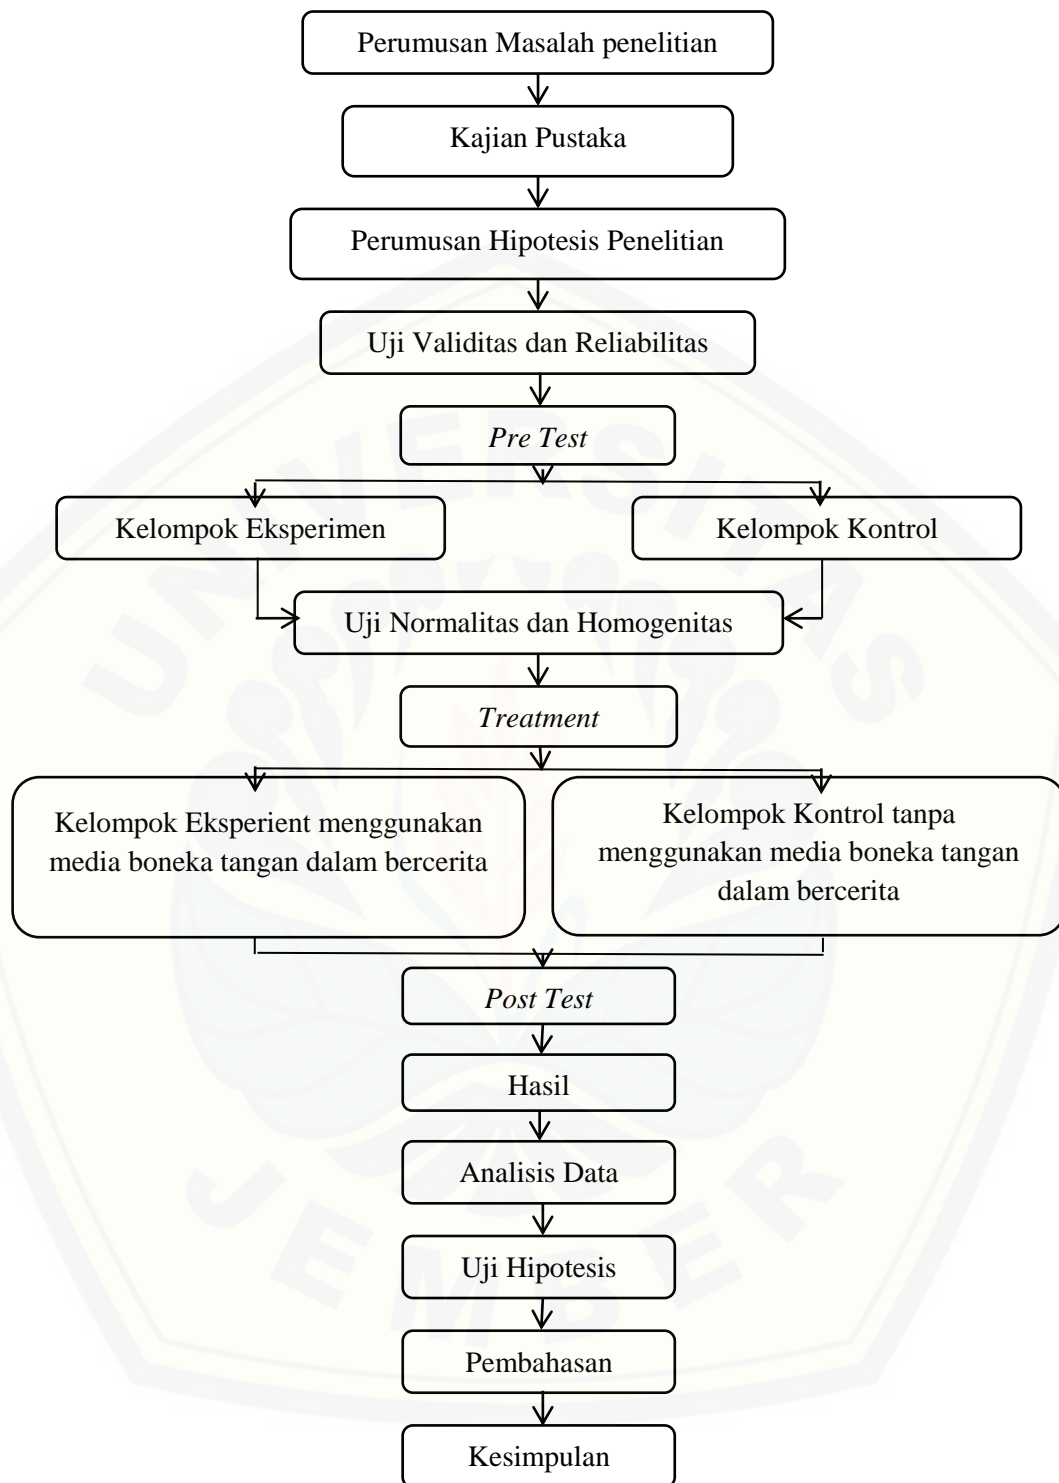 Perumusan Masalah penelitian
Kajian Pustaka
Perumusan Hipotesis Penelitian
Uji Validitas dan Reliabilitas
Pre Test
Kelompok Eksperimen
Kelompok Kontrol
Uji Normalitas dan Homogenitas
Treatment
Kelompok Eksperient menggunakan
media boneka tangan dalam bercerita
Kelompok Kontrol tanpa
menggunakan media boneka tangan
dalam bercerita
Post Test
Hasil
Analisis Data
Uji Hipotesis
Pembahasan
Kesimpulan
UNIVERSITAS
JEMBER